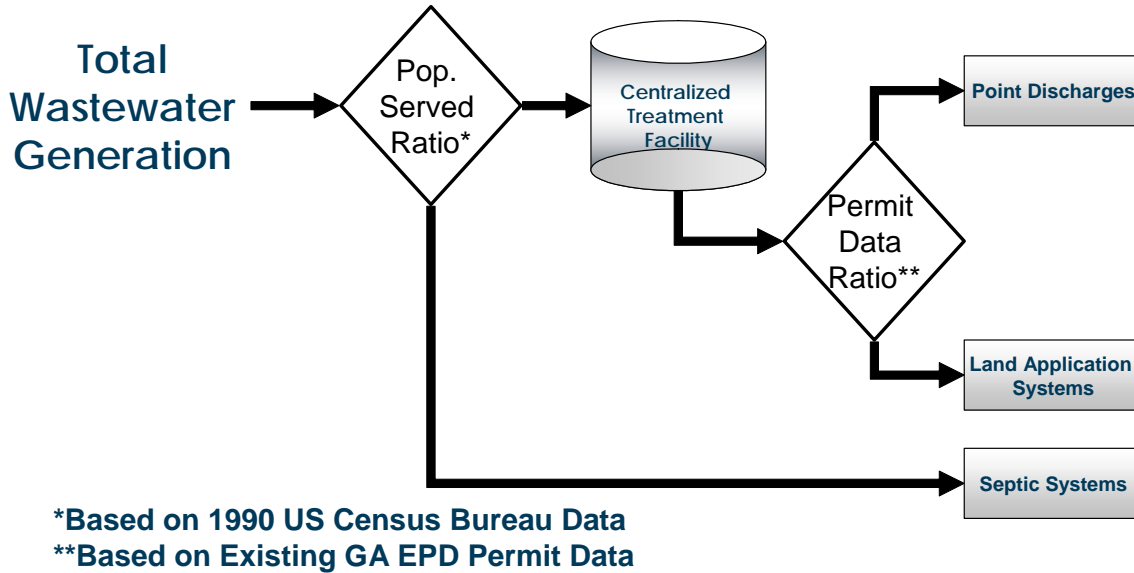 Total
Wastewater
Generation
Pop.
Served
Ratio*
Centralized
Treatment
Facility
Point Discharges
Permit
Data
Ratio**
Land Application
Systems
Septic Systems
*Based on 1990 US Census Bureau Data
**Based on Existing GA EPD Permit Data